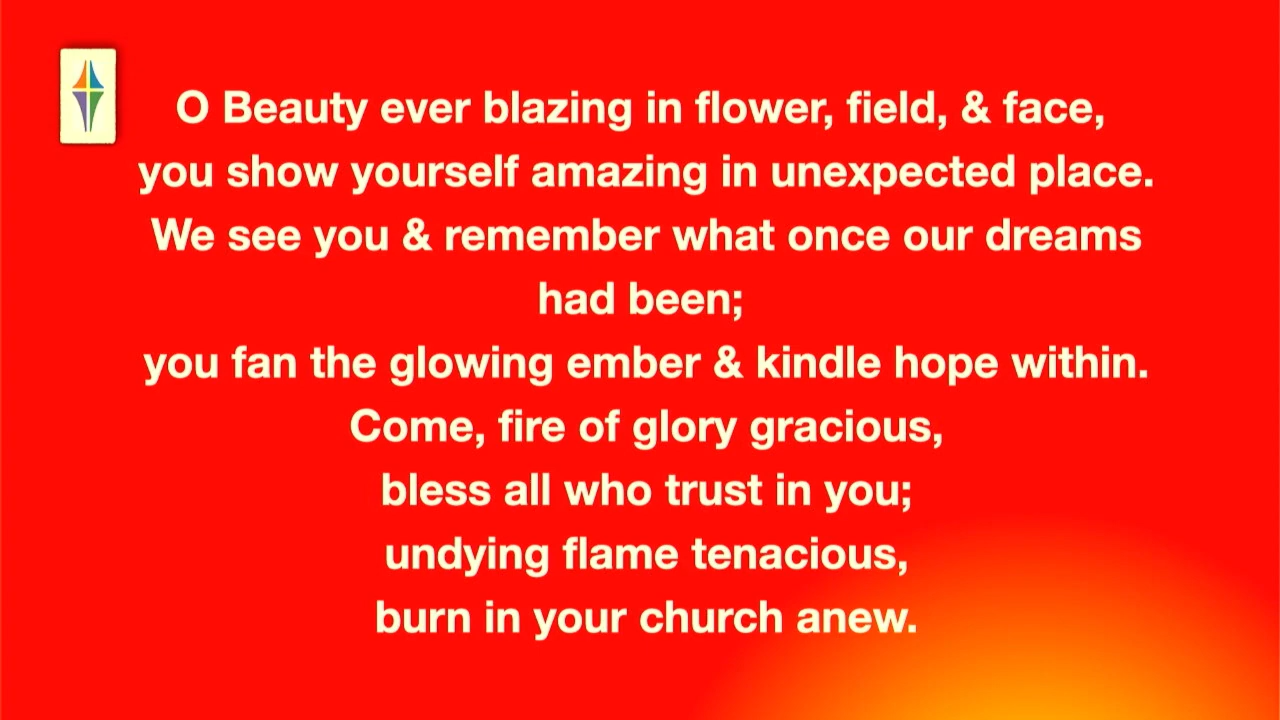 O Beauty ever blazing in flower, field, & face,
you show yourself amazing in unexpected place.
We see you & remember what once our dreams
had been;
you fan the glowing ember & kindle hope within.
Come, fire of glory gracious,
bless all who trust in you;
undying flame tenacious,
burn in your church anew.